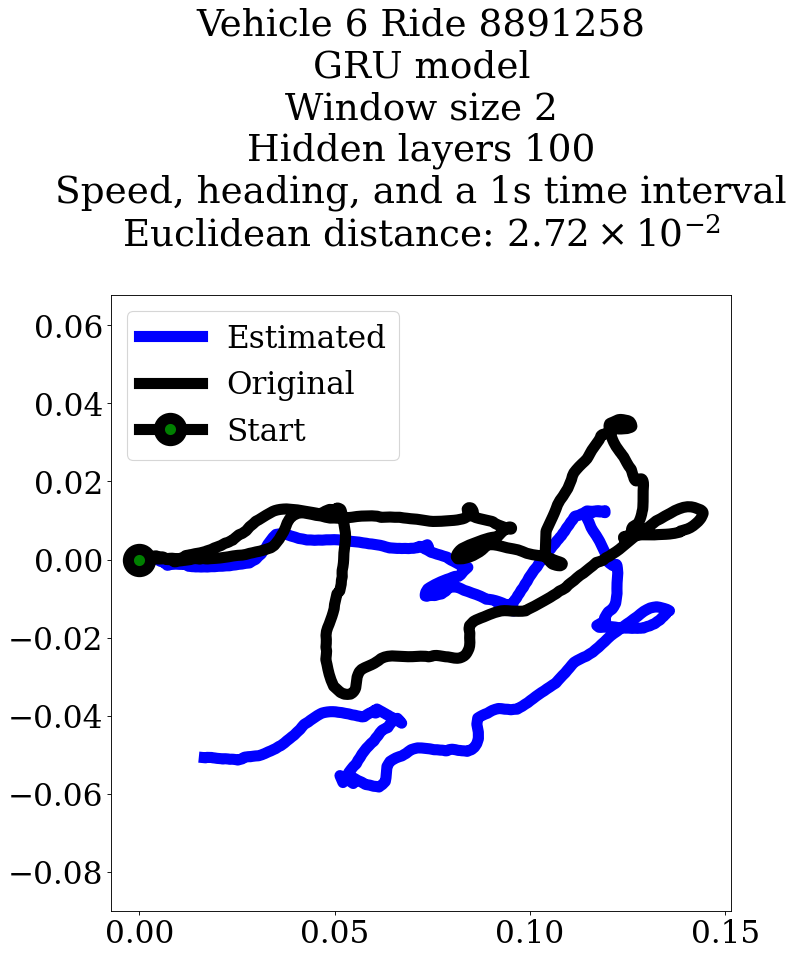 Vehicle 6 Ride 8891258
GRU model
Window size 2
Hidden layers 100
Speed, heading, and a 1s time interval
Euclidean distance: 2.72 × 10⁻²
Estimated
Original
Start
0.06
0.04
0.02
0.00
−0.02
−0.04
−0.06
−0.08
0.00 0.05 0.10 0.15